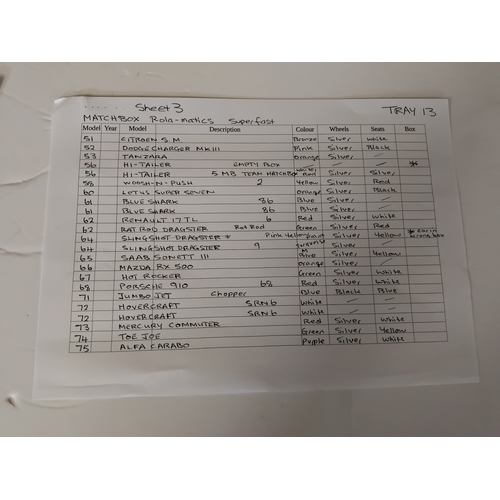 Sheet 3 TRAY 13
MATCHBOX Rola-matics Superfast
Model Year Model Description Colour Wheels Seats Box
51 CITROEN S.M. Bronze Silver White
52 DODGE CHARGER MKIII Pink Silver Black
53 TANZARA Orange Silver —
56 HI-TAILER EMPTY BOX — — —
56 HI-TAILER 5 MB TEAM MATCHBOX White Silver Silver
58 WOOSH-N-PUSH 2 Yellow Silver Red
60 LOTUS SUPER SEVEN Orange Silver Black
61 BLUE SHARK 86 Blue Silver —
61 BLUE SHARK 86 Blue Silver —
62 RENAULT 17TL 6 Red Silver White
62 RAT ROD DRAGSTER Rat Rod Green Silver Red
64 SLINGSHOT DRAGSTER * Pink Yellow Silver Yellow * Car in wrong box
64 SLINGSHOT DRAGSTER 9 Silver —
65 SAAB SONETT III Blue Silver Yellow
66 MAZDA RX 500 Orange Silver —
67 HOT ROCKER Green Silver White
68 PORSCHE 910 68 Red Silver White
71 JUMBO JET Chopper Blue Black Blue
72 HOVERCRAFT SRN6 White — —
72 HOVERCRAFT SRN6 White — —
73 MERCURY COMMUTER Red Silver White
74 TOE JOE Green Silver Yellow
75 ALFA CARABO Purple Silver White